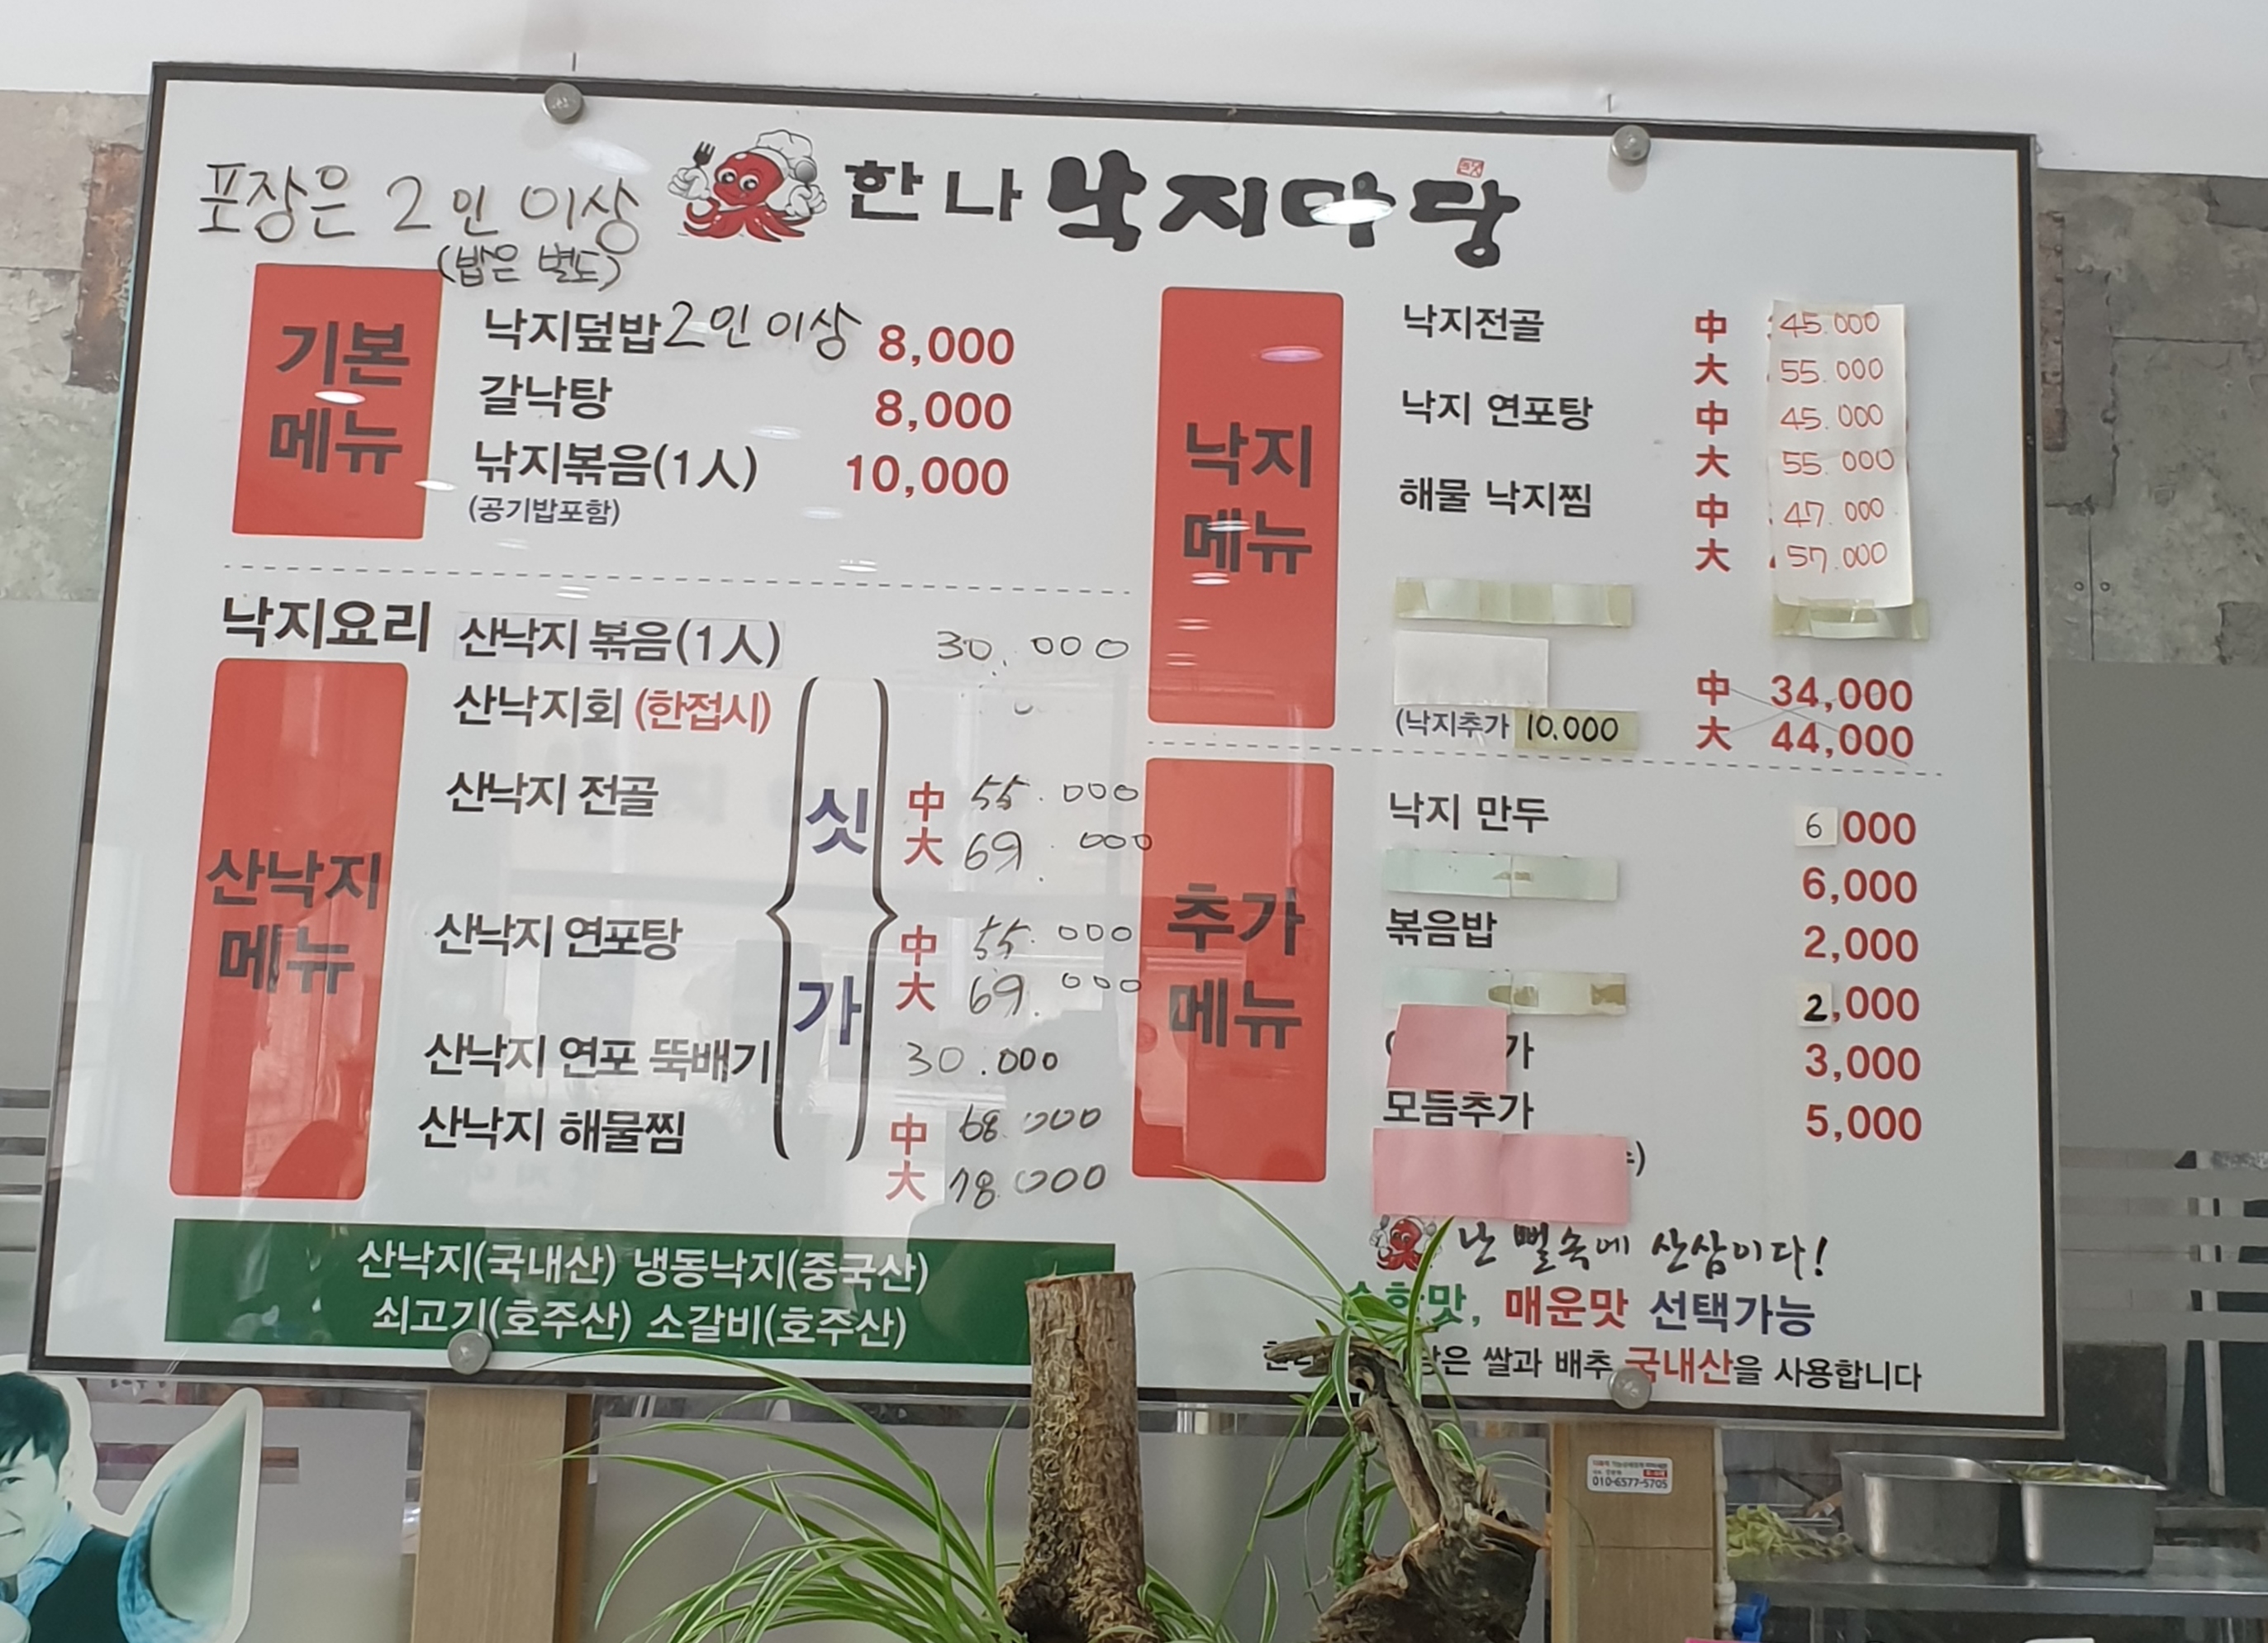 포장은 2인 이상
(밥은 별도)
한나 낙지마당
기본
메뉴
낙지덮밥 2인 이상 8,000
갈낙탕 8,000
낚지볶음(1人) 10,000
(공기밥포함)
낙지요리
산낙지
메뉴
산낙지 볶음(1人) 30.000
산낙지회 (한접시)
싯
가
산낙지 전골 中 55.000
大 69.000
산낙지 연포탕 中 55.000
大 69.000
산낙지 연포 뚝배기 30.000
산낙지 해물찜 中 68.000
大 78.000
산낙지(국내산) 냉동낙지(중국산)
쇠고기(호주산) 소갈비(호주산)
낙지
메뉴
낙지전골 中 45.000
大 55.000
낙지 연포탕 中 45.000
大 55.000
해물 낙지찜 中 47.000
大 57.000
中 34,000
(낙지추가 10.000 大 44,000
추가
메뉴
낙지 만두 6 000
6,000
볶음밥 2,000
2,000
가 3,000
모듬추가 5,000
난 뻘속에 산삼이다!
순한맛, 매운맛 선택가능
은 쌀과 배추 국내산을 사용합니다
010-6577-5705